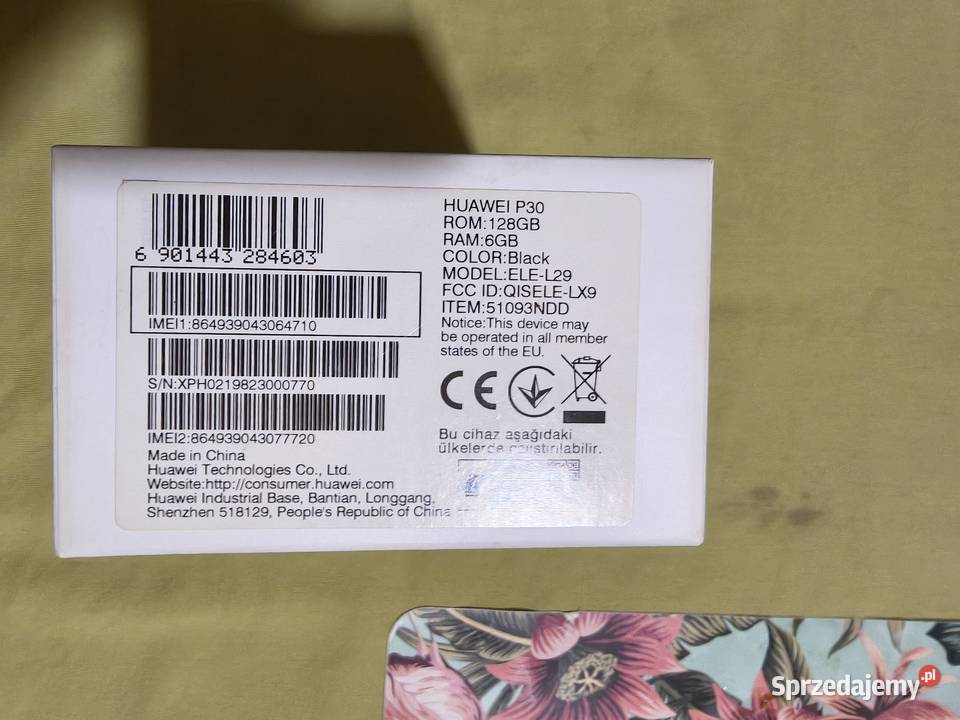 6 901443 284603
IMEI1:864939043064710
S/N:XPH0219823000770
IMEI2:864939043077720
Made in China
Huawei Technologies Co., Ltd.
Website:http://consumer.huawei.com
Huawei Industrial Base, Bantian, Longgang,
Shenzhen 518129, People's Republic of China
HUAWEI P30
ROM:128GB
RAM:6GB
COLOR:Black
MODEL:ELE-L29
FCC ID:QISELE-LX9
ITEM:51093NDD
Notice:This device may
be operated in all member
states of the EU.
CE
Bu cihaz aşağıdaki
ülkelerde çalıştırılabilir.
Sprzedajemy.pl